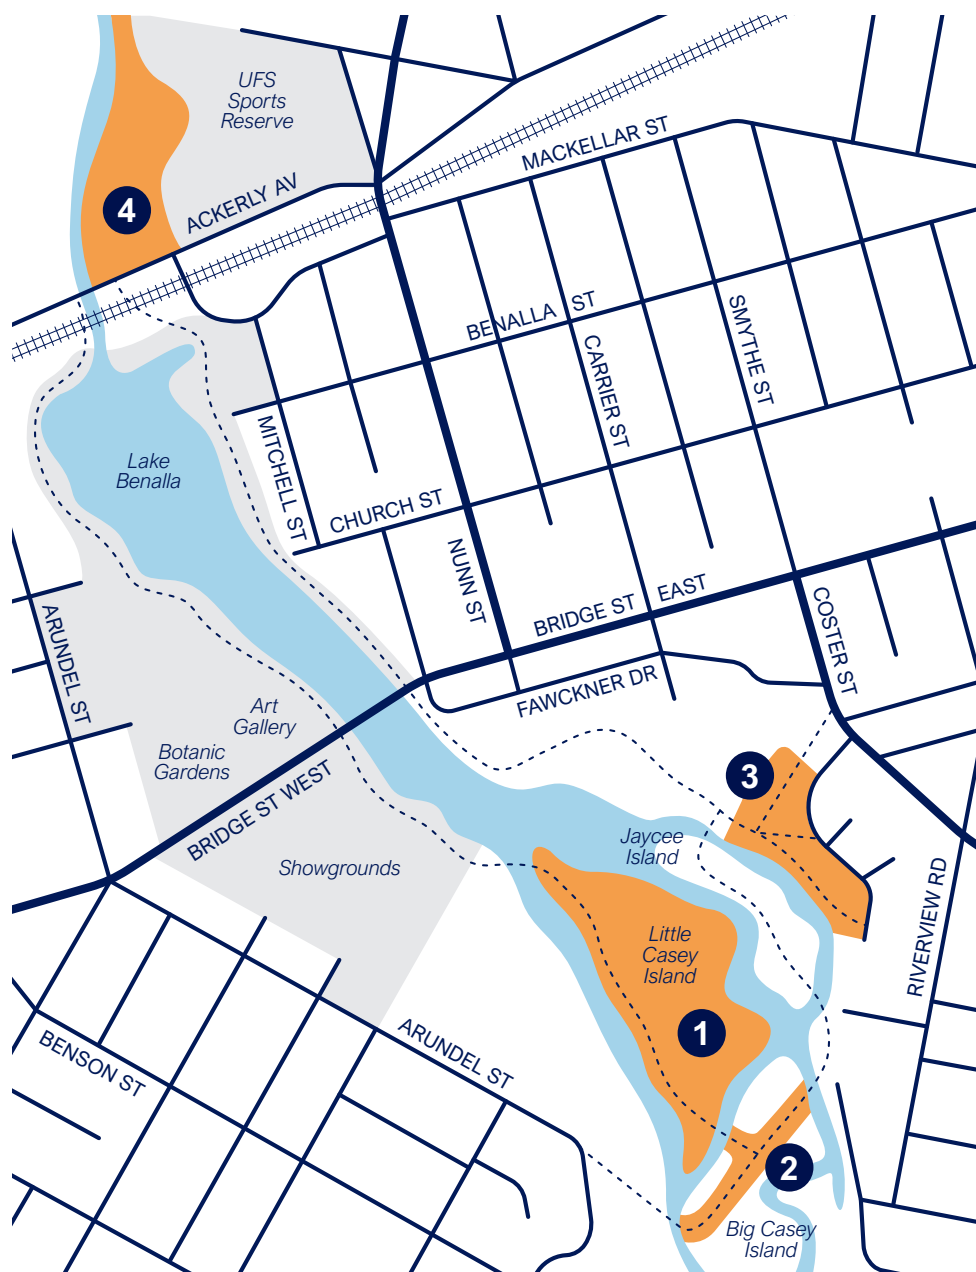 UFS
Sports
Reserve
MACKELLAR ST
ACKERLY AV
4
BENALLA ST
SMYTHE ST
CARRIER ST
Lake
Benalla
MITCHELL ST
CHURCH ST
NUNN ST
BRIDGE ST EAST
COSTER ST
ARUNDEL ST
FAWCKNER DR
Art
Gallery
Botanic
Gardens
BRIDGE ST WEST
3
Jaycee
Island
Showgrounds
RIVERVIEW RD
Little
Casey
Island
1
ARUNDEL ST
BENSON ST
2
Big Casey
Island